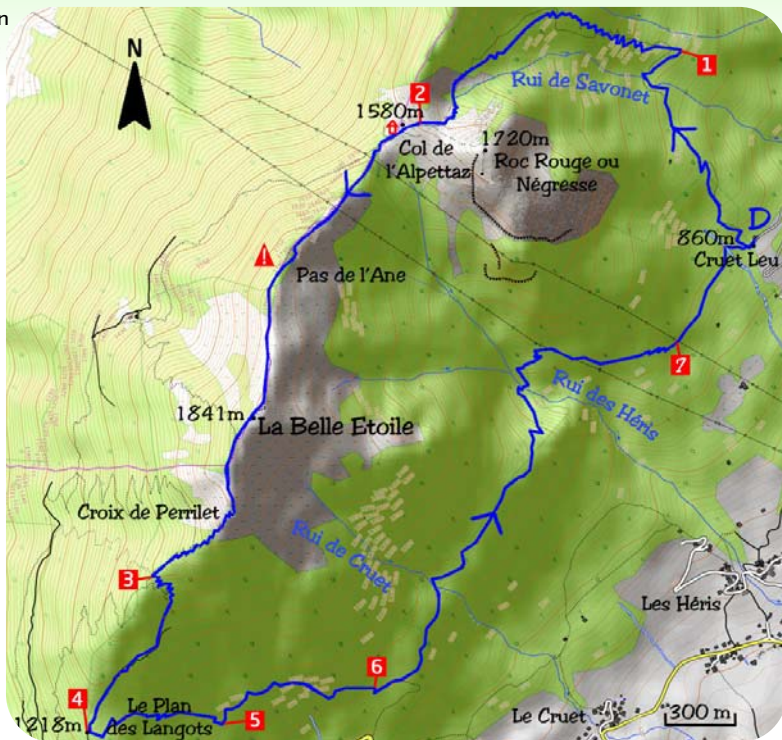 n
N
1
Rui de Savonet
2
1580m
Col de
l'Alpettaz
1720m
Roc Rouge ou
Négresse
D
860m
Cruet Leu
!
Pas de l'Ane
7
Rui des Héris
1841m
La Belle Etoile
Croix de Perrilet
Rui de Cruet
3
Les Héris
6
4
Le Plan
des Langots
5
1218m
Le Cruet
300 m